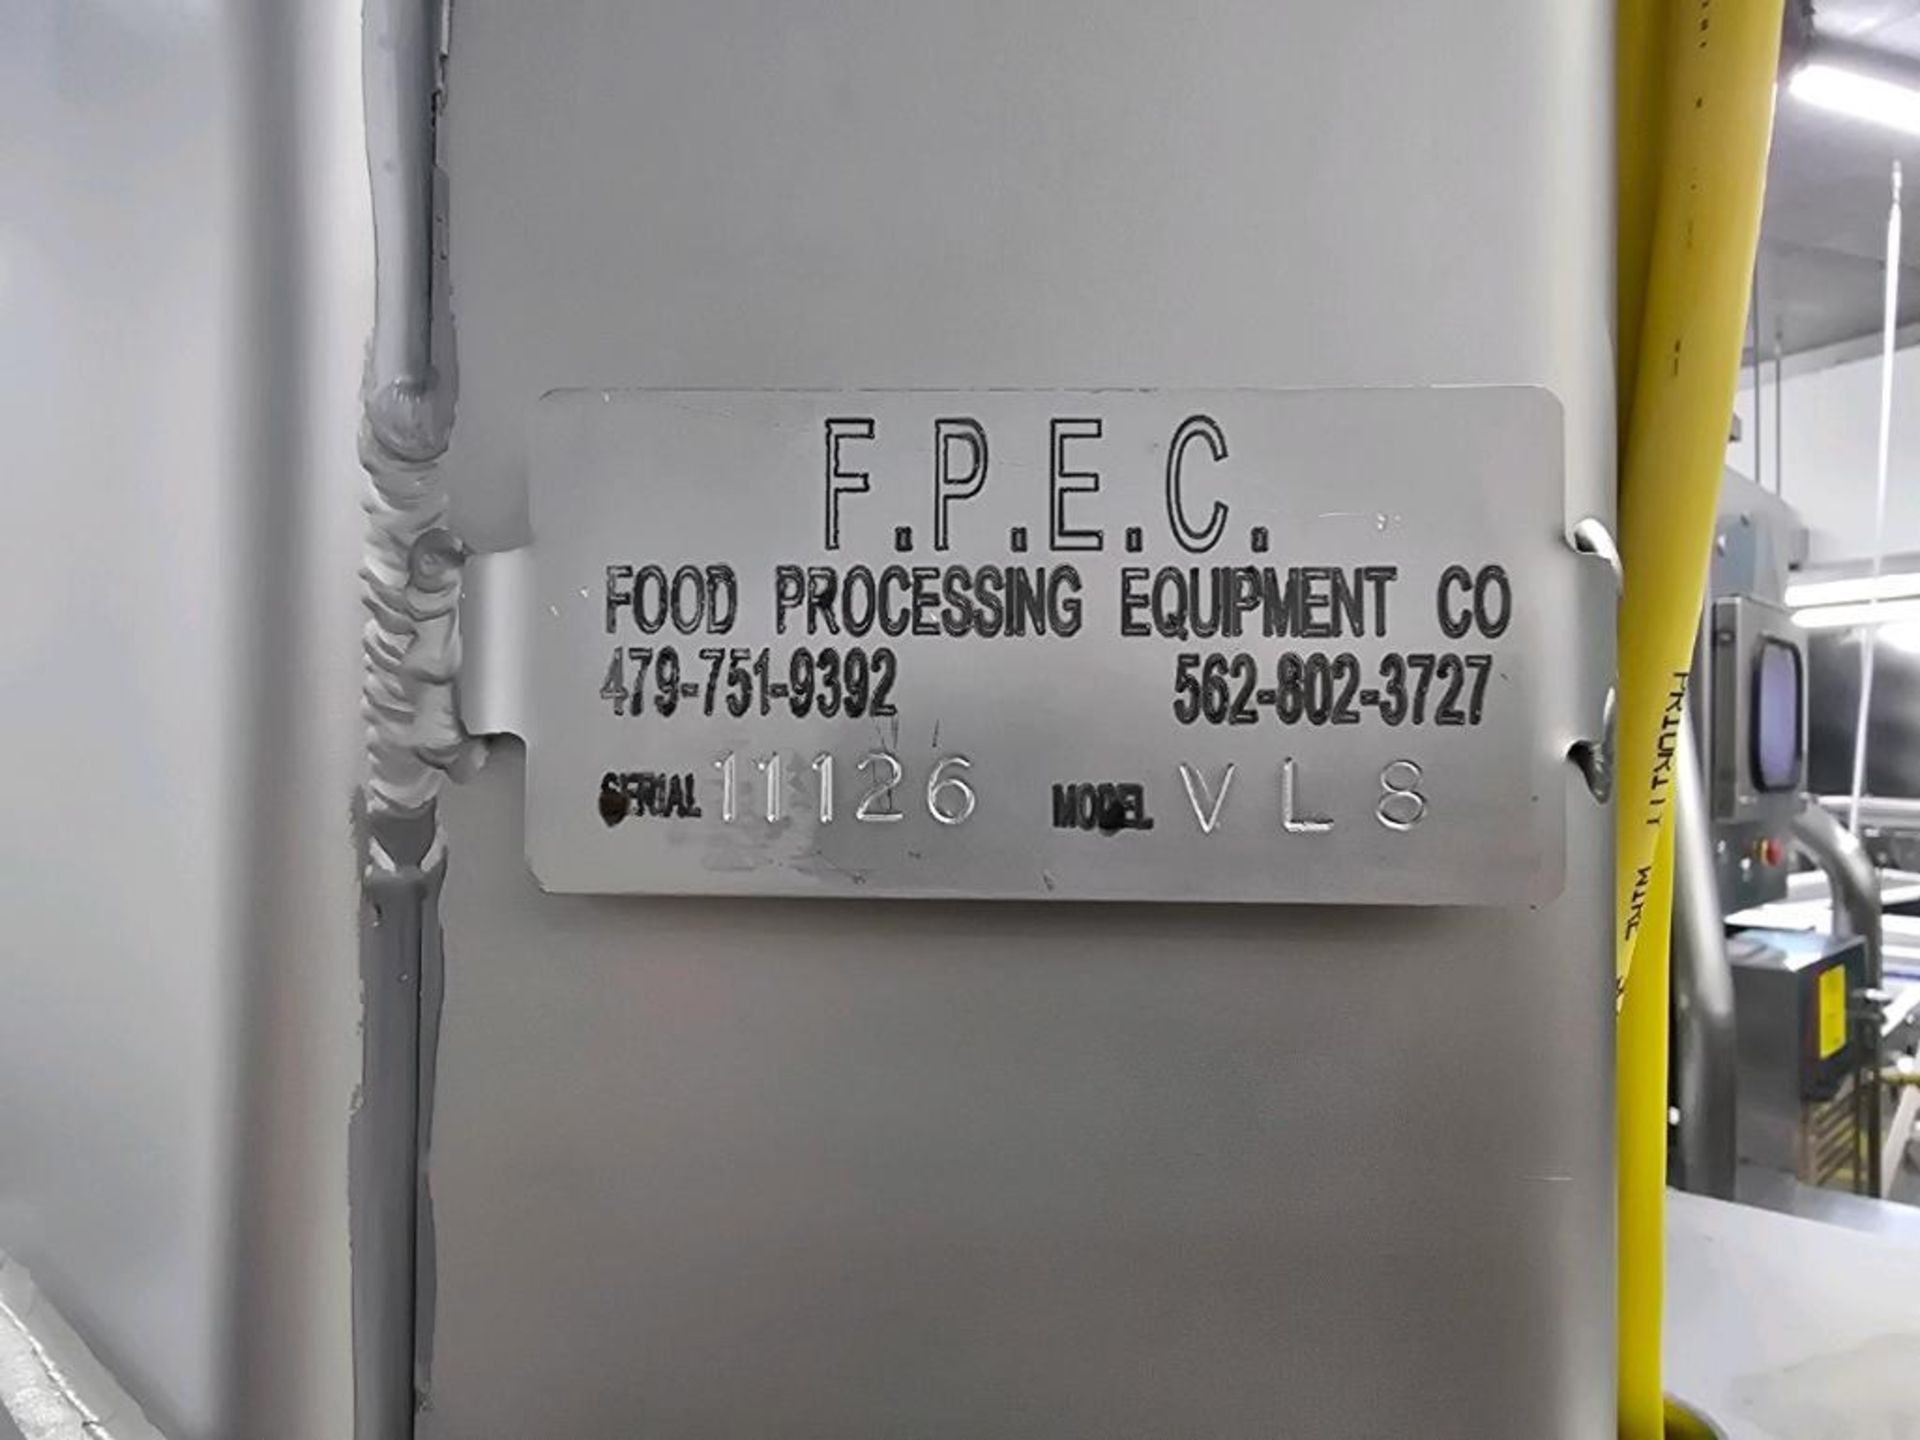 F.P.E.C.
FOOD PROCESSING EQUIPMENT CO
479-751-9392 562-802-3727
SERIAL 11126 MODEL VL8